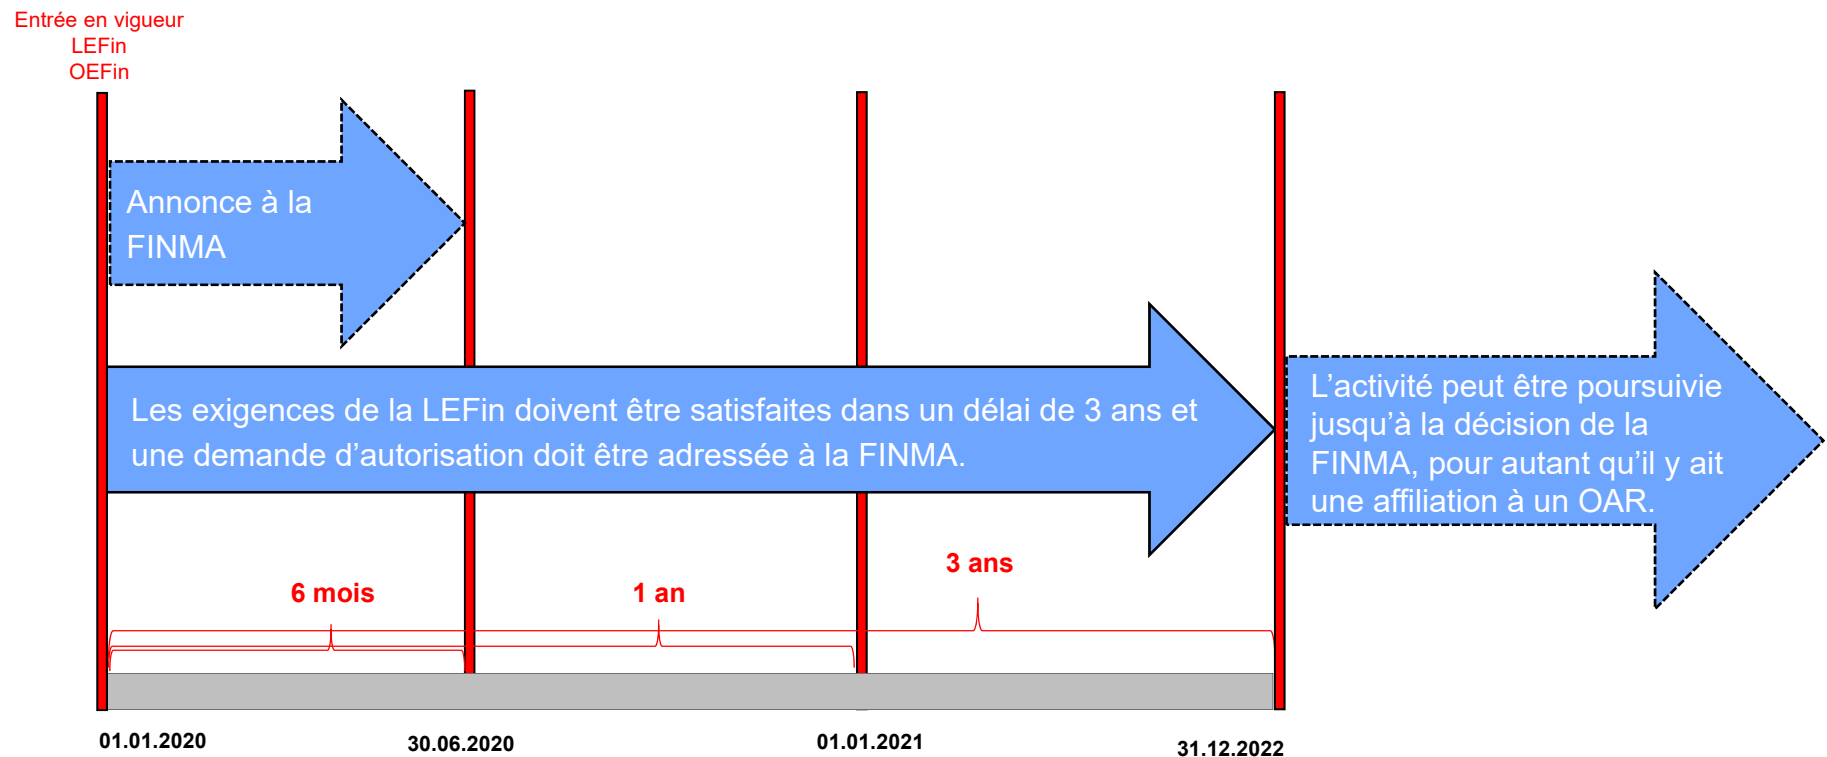 Entrée en vigueur
LEFin
OEFin
Annonce à la
FINMA
Les exigences de la LEFin doivent être satisfaites dans un délai de 3 ans et
une demande d’autorisation doit être adressée à la FINMA.
L’activité peut être poursuivie
jusqu’à la décision de la
FINMA, pour autant qu’il y ait
une affiliation à un OAR.
6 mois
1 an
3 ans
01.01.2020
30.06.2020
01.01.2021
31.12.2022